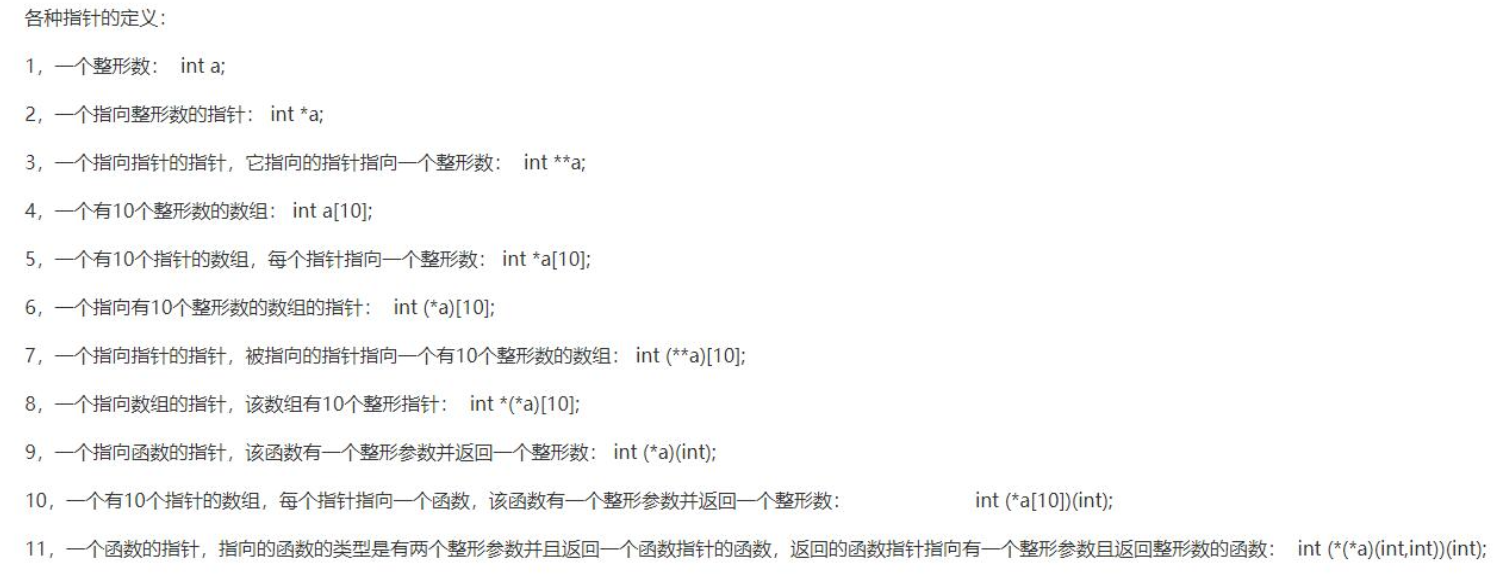 各种指针的定义：
1，一个整形数： int a;
2，一个指向整形数的指针： int *a;
3，一个指向指针的指针，它指向的指针指向一个整形数： int **a;
4，一个有10个整形数的数组： int a[10];
5，一个有10个指针的数组，每个指针指向一个整形数： int *a[10];
6，一个指向有10个整形数的数组的指针： int (*a)[10];
7，一个指向指针的指针，被指向的指针指向一个有10个整形数的数组： int (**a)[10];
8，一个指向数组的指针，该数组有10个整形指针： int *(*a)[10];
9，一个指向函数的指针，该函数有一个整形参数并返回一个整形数： int (*a)(int);
10，一个有10个指针的数组，每个指针指向一个函数，该函数有一个整形参数并返回一个整形数： int (*a[10])(int);
11，一个函数的指针，指向的函数的类型是有两个整形参数并且返回一个函数指针的函数，返回的函数指针指向有一个整形参数且返回整形数的函数： int (*(*a)(int,int))(int);